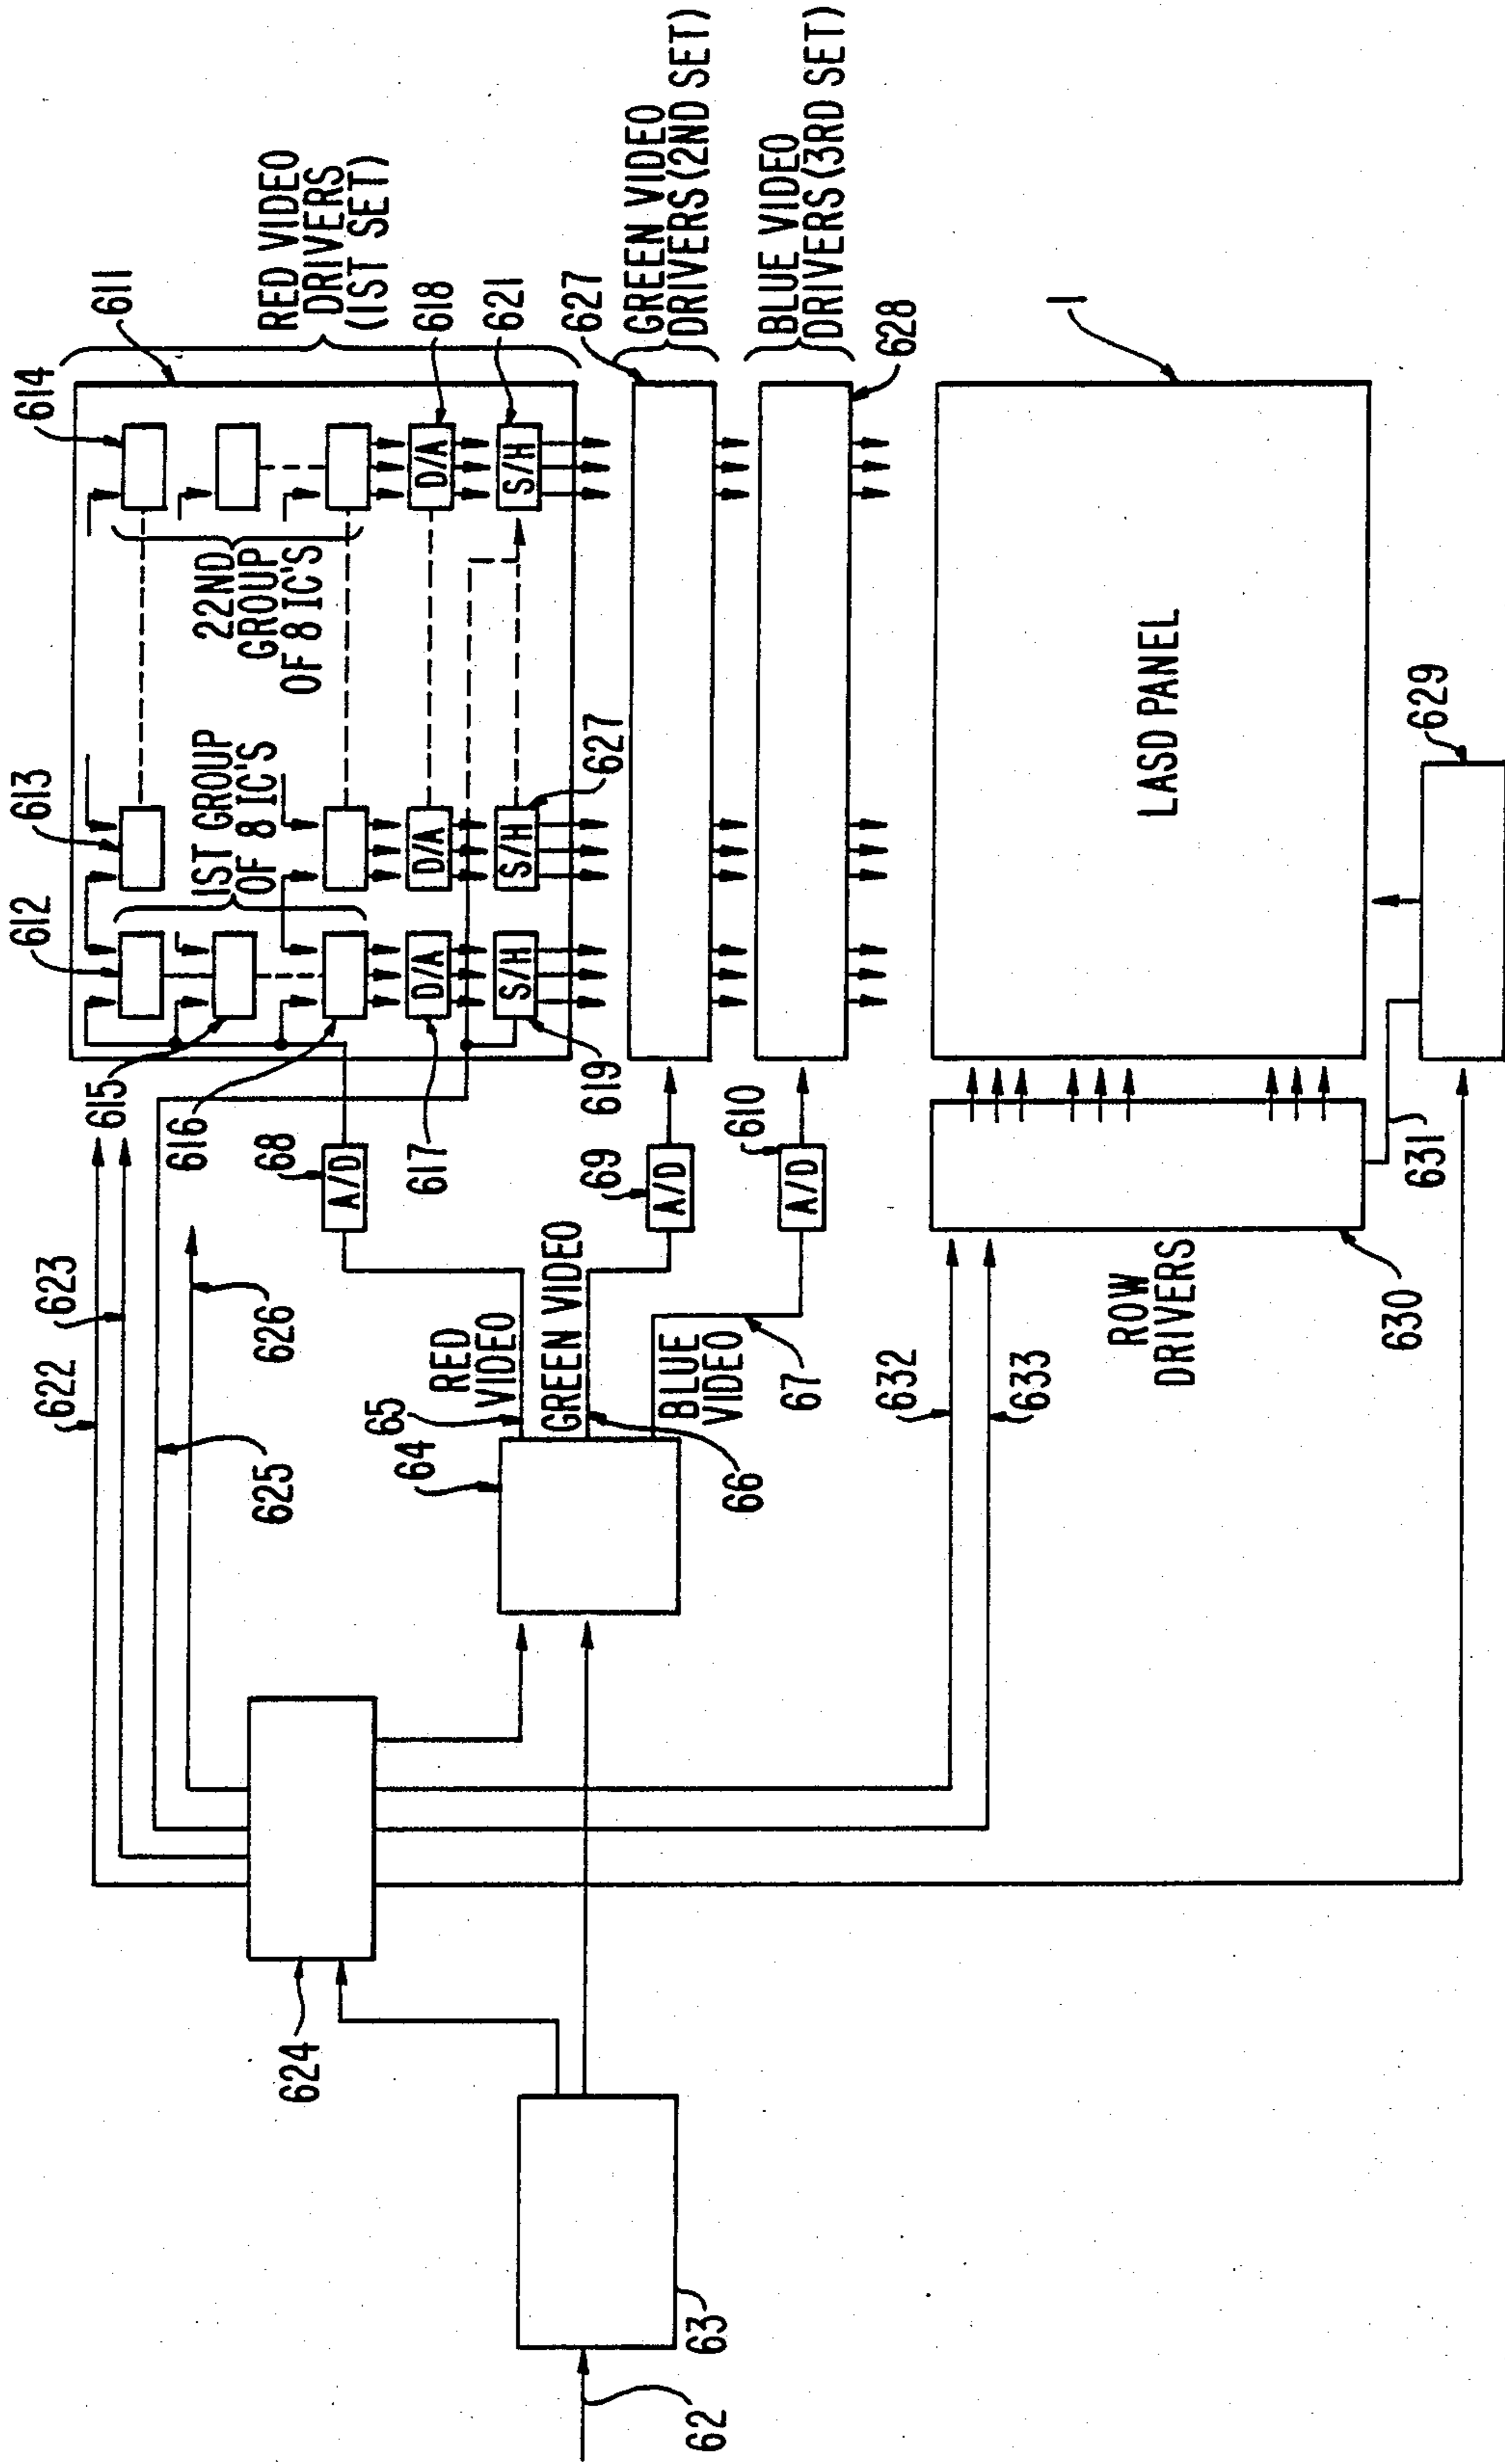 614
611
RED VIDEO
DRIVERS
(1ST SET)
613
612
1ST GROUP
OF 8 IC'S
22ND
GROUP
OF 8 IC'S
D/A
D/A
D/A
618
S/H
S/H
S/H
621
627
627
GREEN VIDEO
DRIVERS (2ND SET)
BLUE VIDEO
DRIVERS (3RD SET)
628
615
616
617
619
622
623
625
626
68
A/D
69
A/D
610
A/D
65
RED
VIDEO
GREEN VIDEO
BLUE
VIDEO
64
66
67
624
63
62
632
633
ROW
DRIVERS
630
631
LASD PANEL
1
629